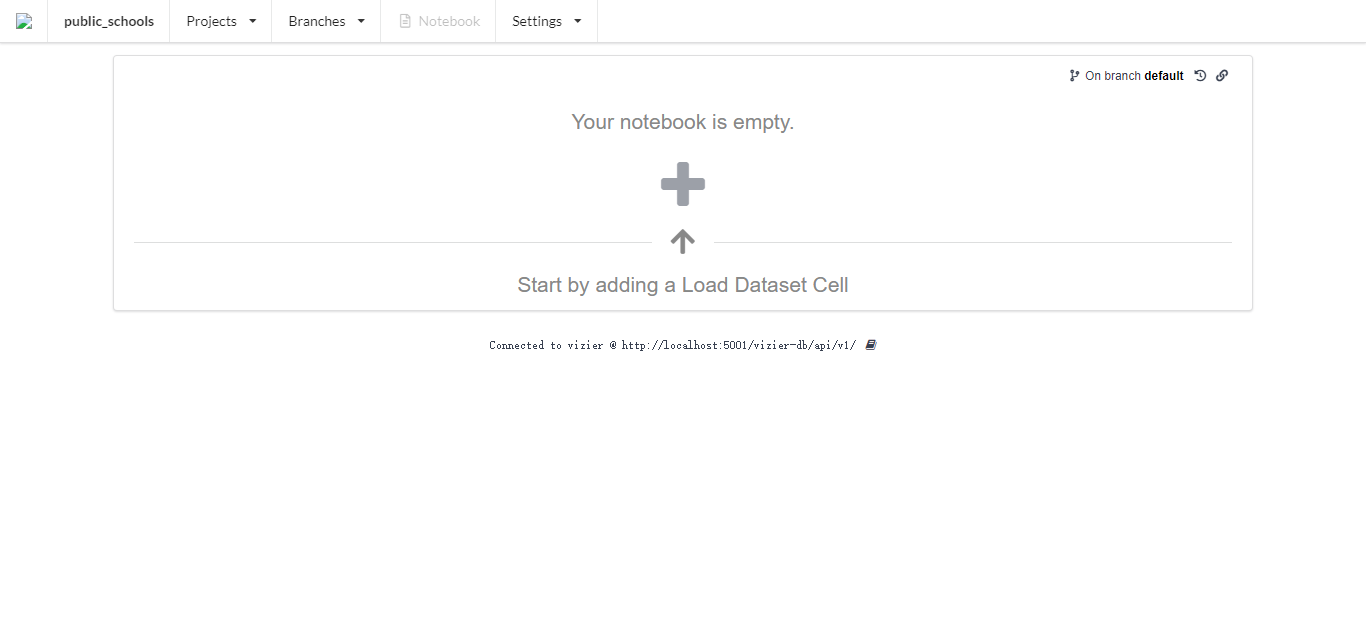 public_schools Projects Branches Notebook Settings
On branch default
Your notebook is empty.
Start by adding a Load Dataset Cell
Connected to vizier @ http://localhost:5001/vizier-db/api/v1/